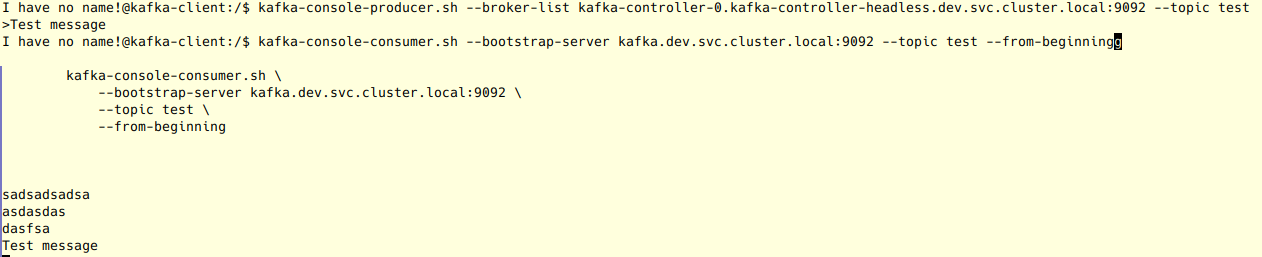 I have no name!@kafka-client:/$ kafka-console-producer.sh --broker-list kafka-controller-0.kafka-controller-headless.dev.svc.cluster.local:9092 --topic test
>Test message
I have no name!@kafka-client:/$ kafka-console-consumer.sh --bootstrap-server kafka.dev.svc.cluster.local:9092 --topic test --from-beginningg
kafka-console-consumer.sh \
--bootstrap-server kafka.dev.svc.cluster.local:9092 \
--topic test \
--from-beginning
sadsadsadsa
asdasdas
dasfsa
Test message